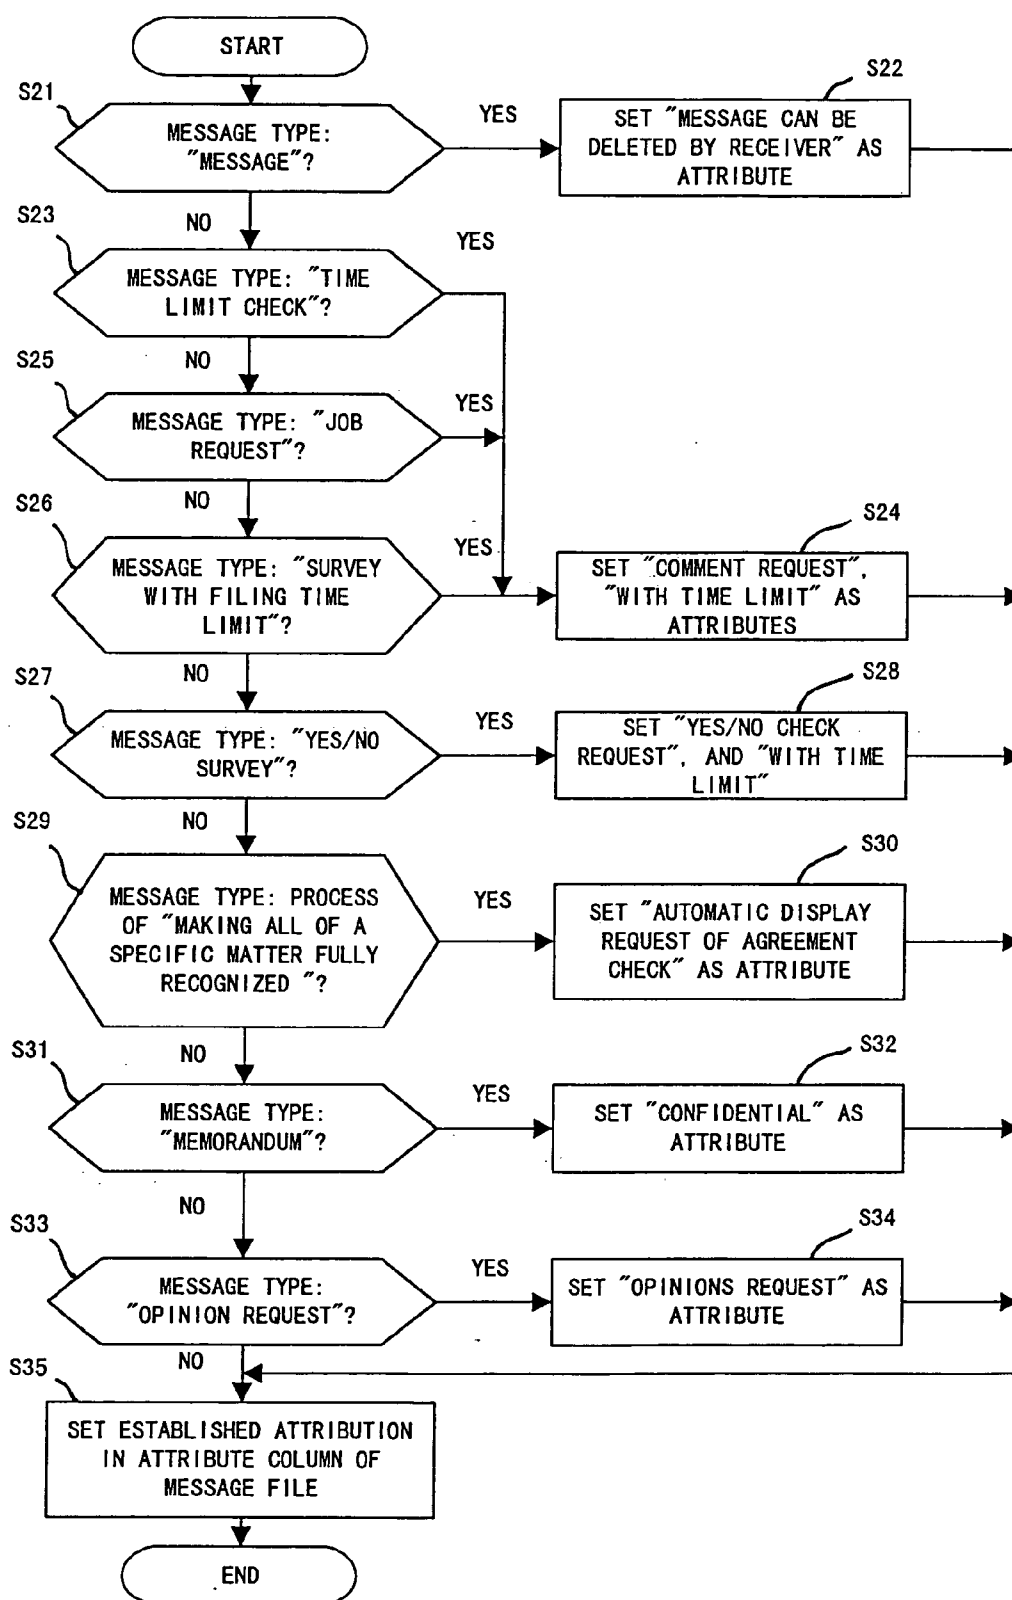 START
S21
MESSAGE TYPE:
"MESSAGE"?
YES
S22
SET "MESSAGE CAN BE
DELETED BY RECEIVER" AS
ATTRIBUTE
NO
S23
MESSAGE TYPE: "TIME
LIMIT CHECK"?
YES
NO
S25
MESSAGE TYPE: "JOB
REQUEST"?
YES
NO
S26
MESSAGE TYPE: "SURVEY
WITH FILING TIME
LIMIT"?
YES
S24
SET "COMMENT REQUEST",
"WITH TIME LIMIT" AS
ATTRIBUTES
NO
S27
MESSAGE TYPE: "YES/NO
SURVEY"?
YES
S28
SET "YES/NO CHECK
REQUEST", AND "WITH TIME
LIMIT"
NO
S29
MESSAGE TYPE: PROCESS
OF "MAKING ALL OF A
SPECIFIC MATTER FULLY
RECOGNIZED "?
YES
S30
SET "AUTOMATIC DISPLAY
REQUEST OF AGREEMENT
CHECK" AS ATTRIBUTE
NO
S31
MESSAGE TYPE:
"MEMORANDUM"?
YES
S32
SET "CONFIDENTIAL" AS
ATTRIBUTE
NO
S33
MESSAGE TYPE:
"OPINION REQUEST"?
YES
S34
SET "OPINIONS REQUEST" AS
ATTRIBUTE
NO
S35
SET ESTABLISHED ATTRIBUTION
IN ATTRIBUTE COLUMN OF
MESSAGE FILE
END